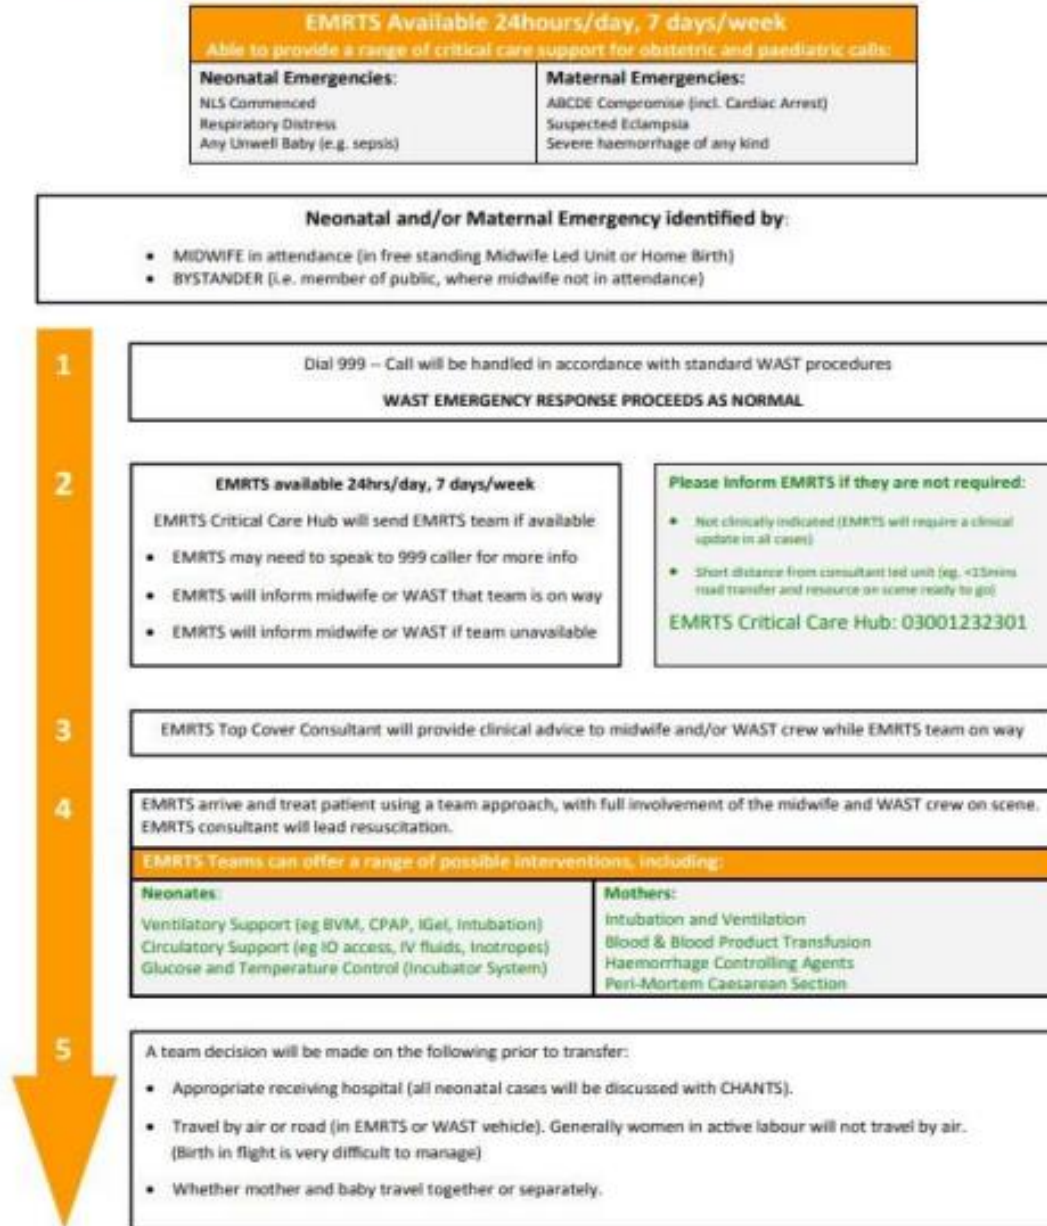 EMRTS Available 24hours/day, 7 days/week
Able to provide a range of critical care support for obstetric and paediatric calls:
Neonatal Emergencies:
NLS Commenced
Respiratory Distress
Any Unwell Baby (e.g. sepsis)
Maternal Emergencies:
ABCDE Compromise (incl. Cardiac Arrest)
Suspected Eclampsia
Severe haemorrhage of any kind
Neonatal and/or Maternal Emergency identified by:
• MIDWIFE in attendance (in free standing Midwife Led Unit or Home Birth)
• BYSTANDER (i.e. member of public, where midwife not in attendance)
1
Dial 999 -- Call will be handled in accordance with standard WAST procedures
WAST EMERGENCY RESPONSE PROCEEDS AS NORMAL
2
EMRTS available 24hrs/day, 7 days/week
EMRTS Critical Care Hub will send EMRTS team if available
• EMRTS may need to speak to 999 caller for more info
• EMRTS will inform midwife or WAST that team is on way
• EMRTS will inform midwife or WAST if team unavailable
Please Inform EMRTS if they are not required:
• Not clinically indicated (EMRTS will require a clinical
update in all cases)
• Short distance from consultant led unit (eg. <15mins
road transfer and resource on scene ready to go)
EMRTS Critical Care Hub: 03001232301
3
EMRTS Top Cover Consultant will provide clinical advice to midwife and/or WAST crew while EMRTS team on way
4
EMRTS arrive and treat patient using a team approach, with full involvement of the midwife and WAST crew on scene.
EMRTS consultant will lead resuscitation.
EMRTS Teams can offer a range of possible interventions, including:
Neonates:
Ventilatory Support (eg BVM, CPAP, IGel, Intubation)
Circulatory Support (eg IO access, IV fluids, Inotropes)
Glucose and Temperature Control (Incubator System)
Mothers:
Intubation and Ventilation
Blood & Blood Product Transfusion
Haemorrhage Controlling Agents
Peri-Mortem Caesarean Section
5
A team decision will be made on the following prior to transfer:
• Appropriate receiving hospital (all neonatal cases will be discussed with CHANTS).
• Travel by air or road (in EMRTS or WAST vehicle). Generally women in active labour will not travel by air.
(Birth in flight is very difficult to manage)
• Whether mother and baby travel together or separately.